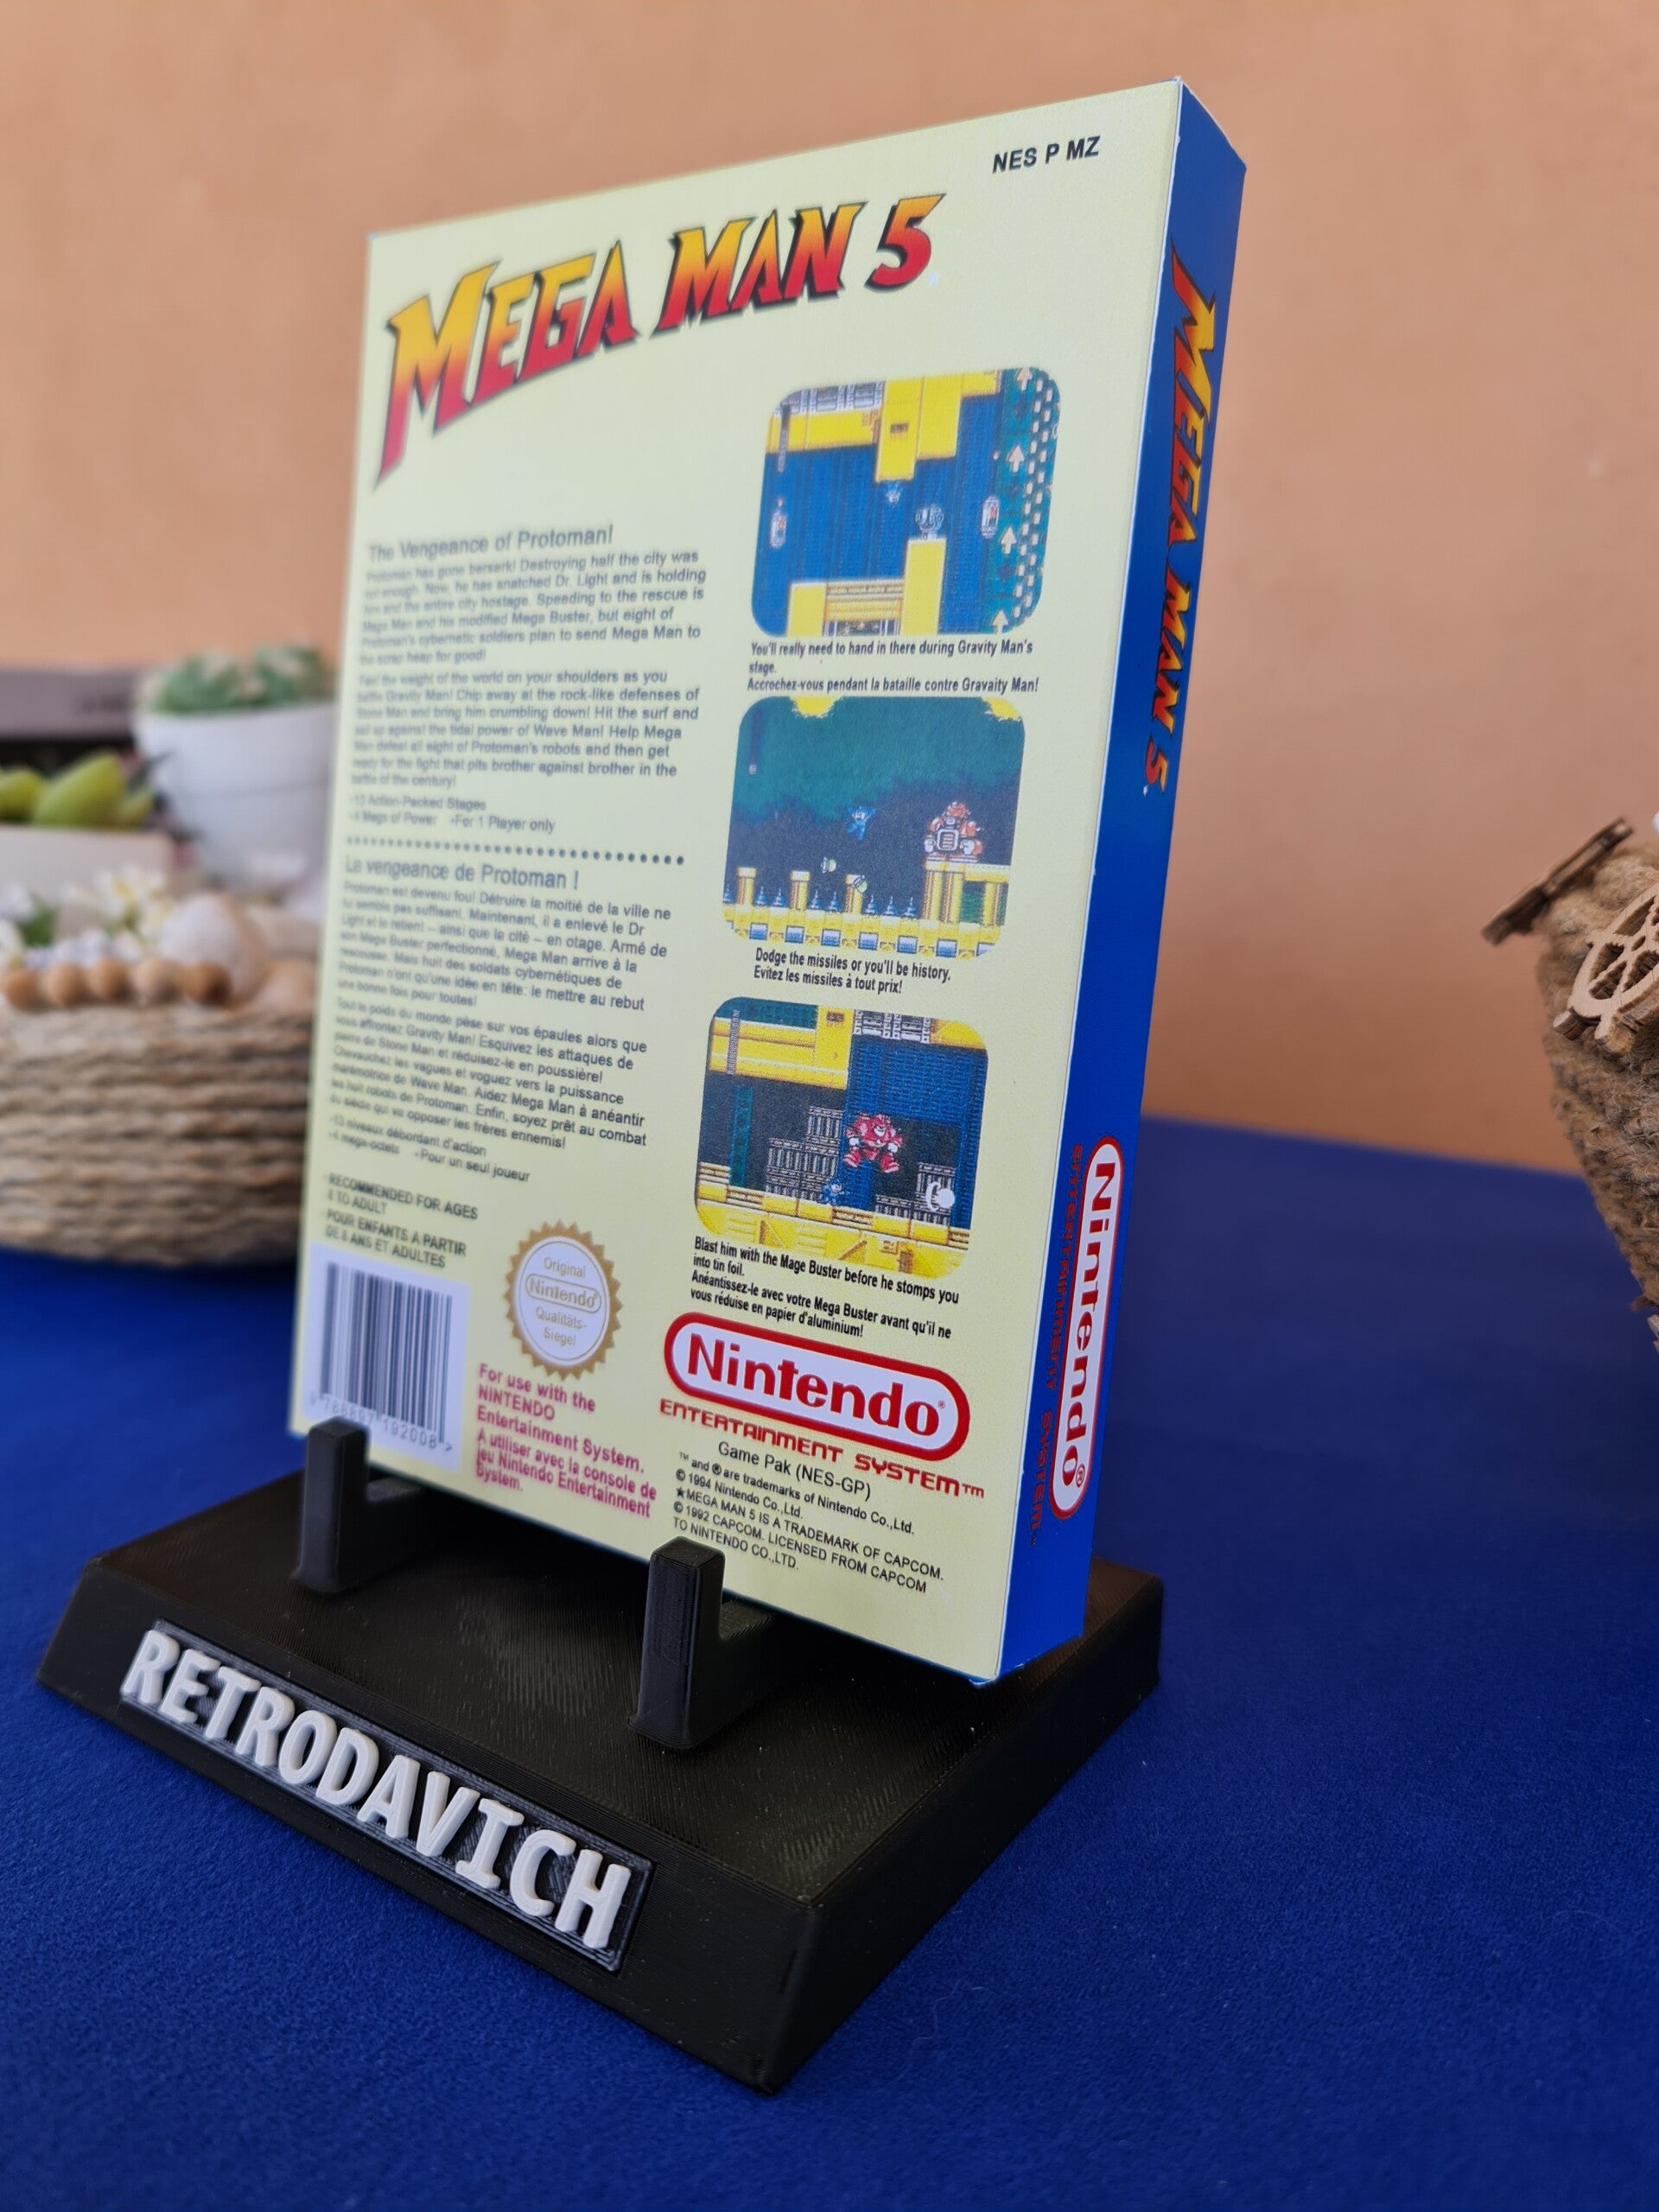 NES P MZ
MEGA MAN 5
The Vengeance of Protoman!
Protoman has gone berserk! Destroying half the city was
not enough. Now, he has snatched Dr. Light and is holding
him and the entire city hostage. Speeding to the rescue is
Mega Man and his modified Mega Buster, but eight of
Protoman's cybernetic soldiers plan to send Mega Man to
the scrap heap for good!
Feel the weight of the world on your shoulders as you
battle Gravity Man! Chip away at the rock-like defenses of
Stone Man and bring him crumbling down! Hit the surf and
sail up against the tidal power of Wave Man! Help Mega
Man defeat all eight of Protoman's robots and then get
ready for the fight that pits brother against brother in the
battle of the century!
•13 Action-Packed Stages
•4 Megs of Power •For 1 Player only
La vengeance de Protoman !
Protoman est devenu fou! Détruire la moitié de la ville ne
lui semble pas suffisant. Maintenant, il a enlevé le Dr
Light et le retient – ainsi que la cité – en otage. Armé de
son Mega Buster perfectionné, Mega Man arrive à la
rescousse. Mais huit des soldats cybernétiques de
Protoman n'ont qu'une idée en tête: le mettre au rebut
une bonne fois pour toutes!
Tout le poids du monde pèse sur vos épaules alors que
vous affrontez Gravity Man! Esquivez les attaques de
pierre de Stone Man et réduisez-le en poussière!
Chevauchez les vagues et voguez vers la puissance
marémotrice de Wave Man. Aidez Mega Man à anéantir
les huit robots de Protoman. Enfin, soyez prêt au combat
du siècle qui va opposer les frères ennemis!
•13 niveaux débordant d'action
•4 mega-octets •Pour un seul joueur
RECOMMENDED FOR AGES
8 TO ADULT
POUR ENFANTS A PARTIR
DE 8 ANS ET ADULTES
192008 >
Original
Nintendo
Qualitäts-
Siegel
For use with the
NINTENDO
Entertainment System.
A utiliser avec la console de
jeu Nintendo Entertainment
System.
You'll really need to hand in there during Gravity Man's
stage.
Accrochez-vous pendant la bataille contre Gravaity Man!
Dodge the missiles or you'll be history.
Evitez les missiles à tout prix!
Blast him with the Mage Buster before he stomps you
into tin foil.
Anéantissez-le avec votre Mega Buster avant qu'il ne
vous réduise en papier d'aluminium!
Nintendo®
ENTERTAINMENT SYSTEM™
Game Pak (NES-GP)
™ and ® are trademarks of Nintendo Co.,Ltd.
© 1994 Nintendo Co.,Ltd.
★MEGA MAN 5 IS A TRADEMARK OF CAPCOM.
© 1992 CAPCOM. LICENSED FROM CAPCOM
TO NINTENDO CO.,LTD.
MEGA MAN 5
Nintendo®
ENTERTAINMENT SYSTEM™
RETRODAVICH